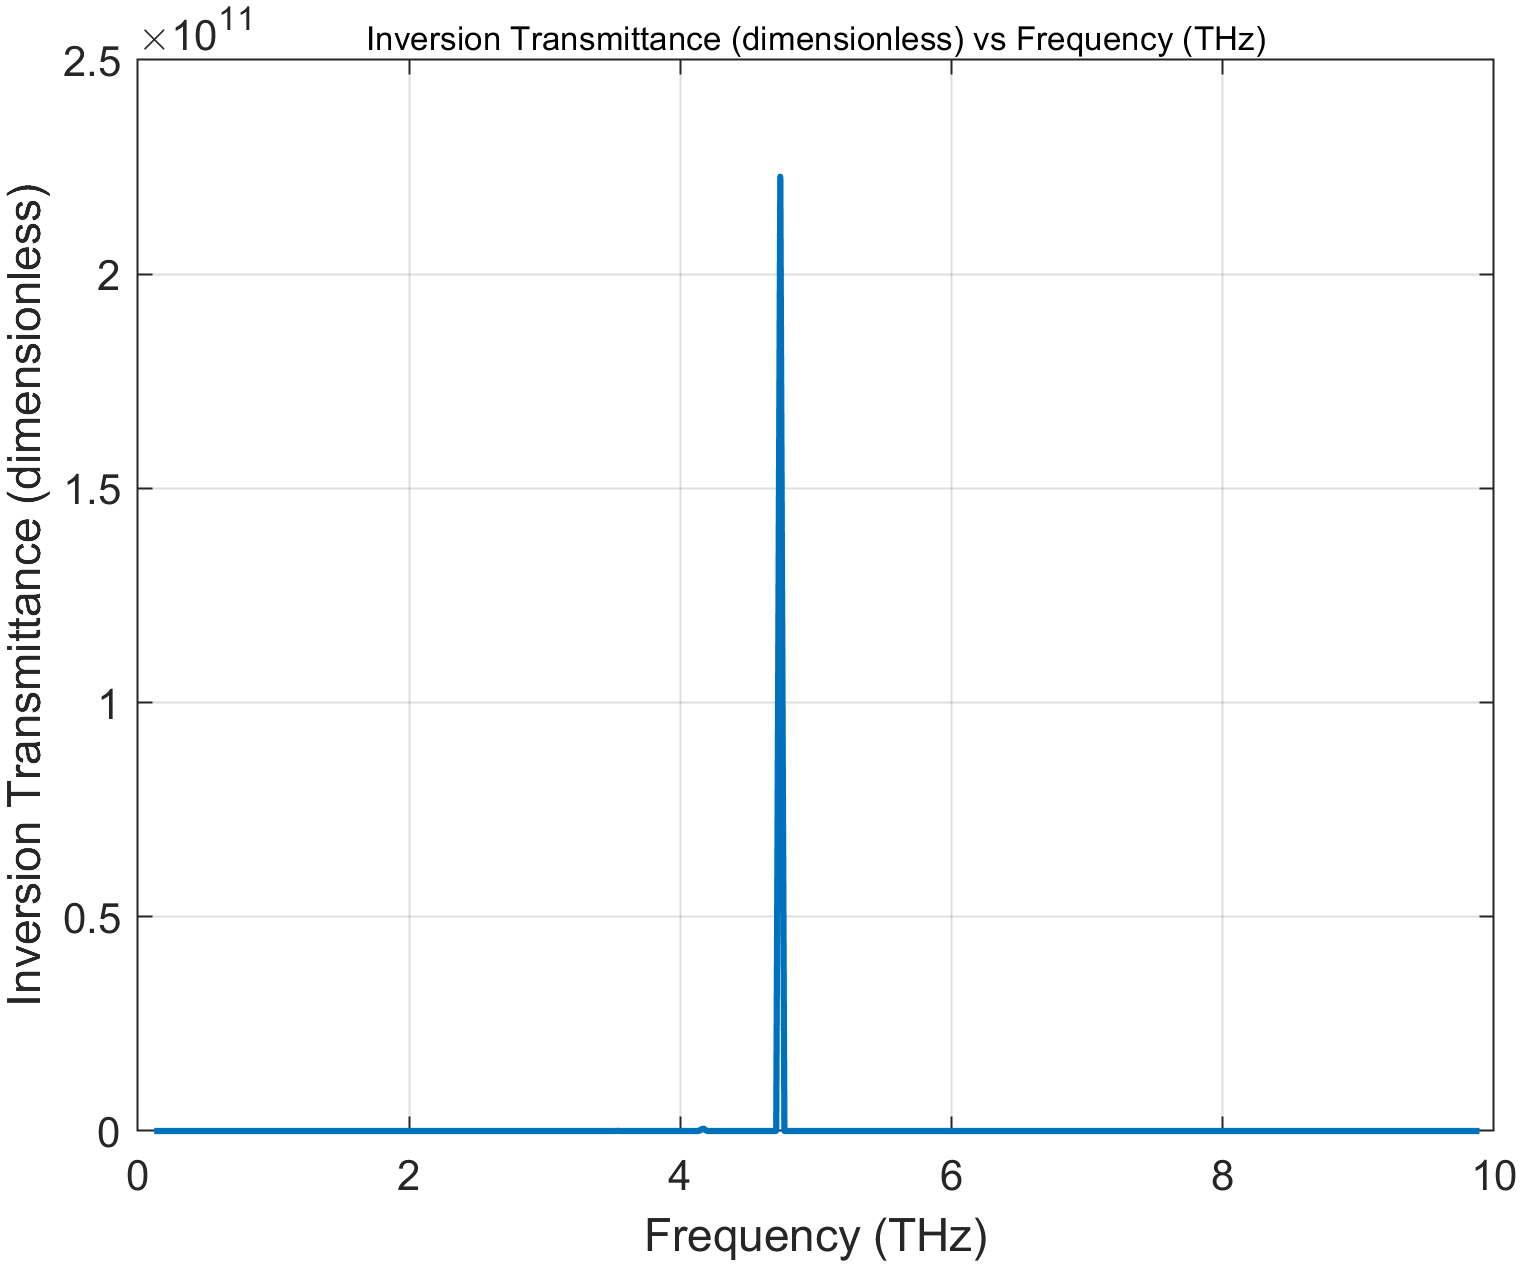 ×10^11
Inversion Transmittance (dimensionless) vs Frequency (THz)
2.5
2
1.5
1
0.5
0
Inversion Transmittance (dimensionless)
0 2 4 6 8 10
Frequency (THz)